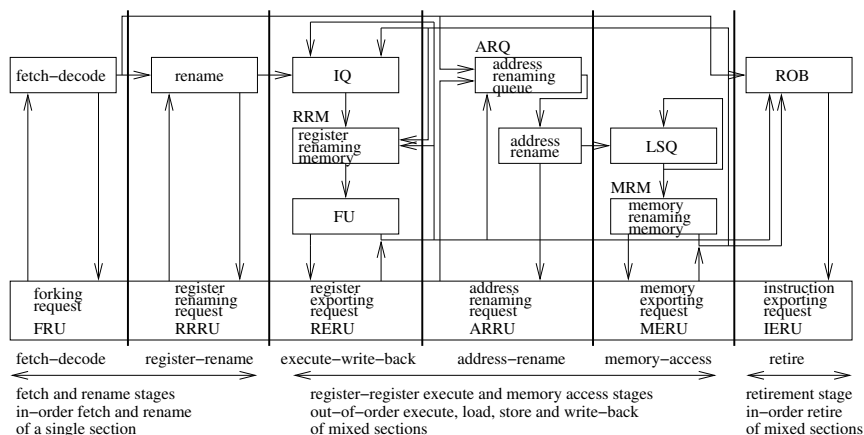 ARQ
fetch−decode
rename
IQ
address
renaming
queue
ROB
RRM
register
renaming
memory
address
rename
LSQ
MRM
FU
memory
renaming
memory
forking
request
FRU
register
renaming
request
RRRU
register
exporting
request
RERU
address
renaming
request
ARRU
memory
exporting
request
MERU
instruction
exporting
request
IERU
fetch−decode
register−rename
execute−write−back
address−rename
memory−access
retire
fetch and rename stages
in−order fetch and rename
of a single section
register−register execute and memory access stages
out−of−order execute, load, store and write−back
of mixed sections
retirement stage
in−order retire
of mixed sections